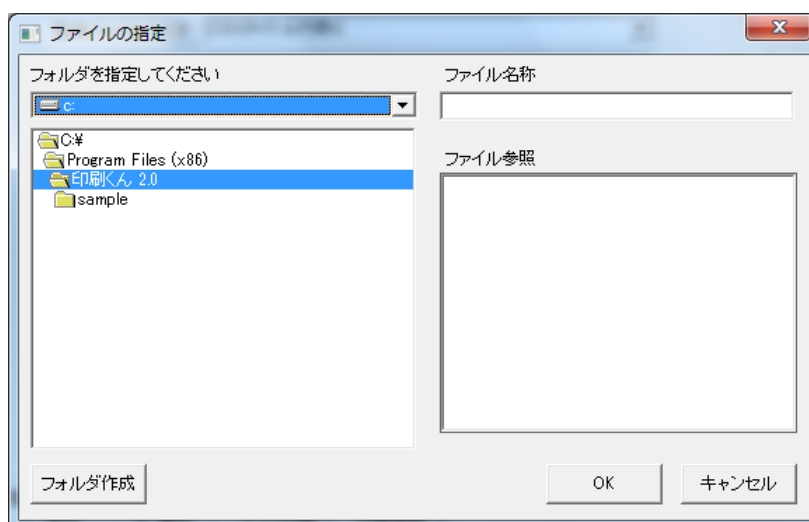 ファイルの指定
フォルダを指定してください
c:
C:¥
Program Files (x86)
印刷くん 2.0
sample
フォルダ作成
ファイル名称
ファイル参照
OK
キャンセル